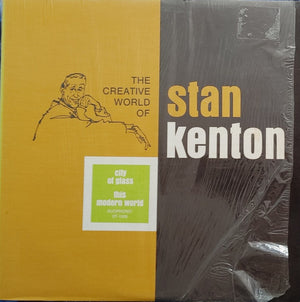 THE
CREATIVE
WORLD
OF
stan
kenton
city
of glass
this
modern world